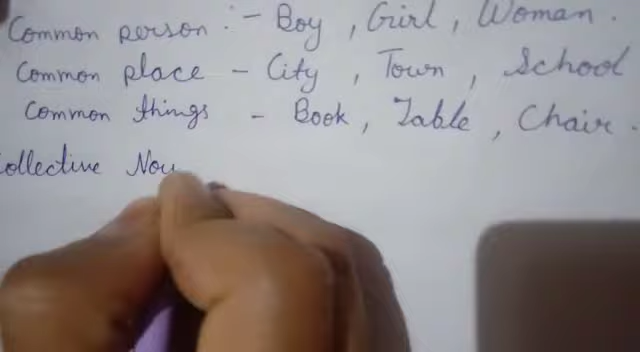 Common person :- Boy , Girl , Woman .
Common place - City , Town , School
Common things - Book , Table , Chair .
ollective Nou